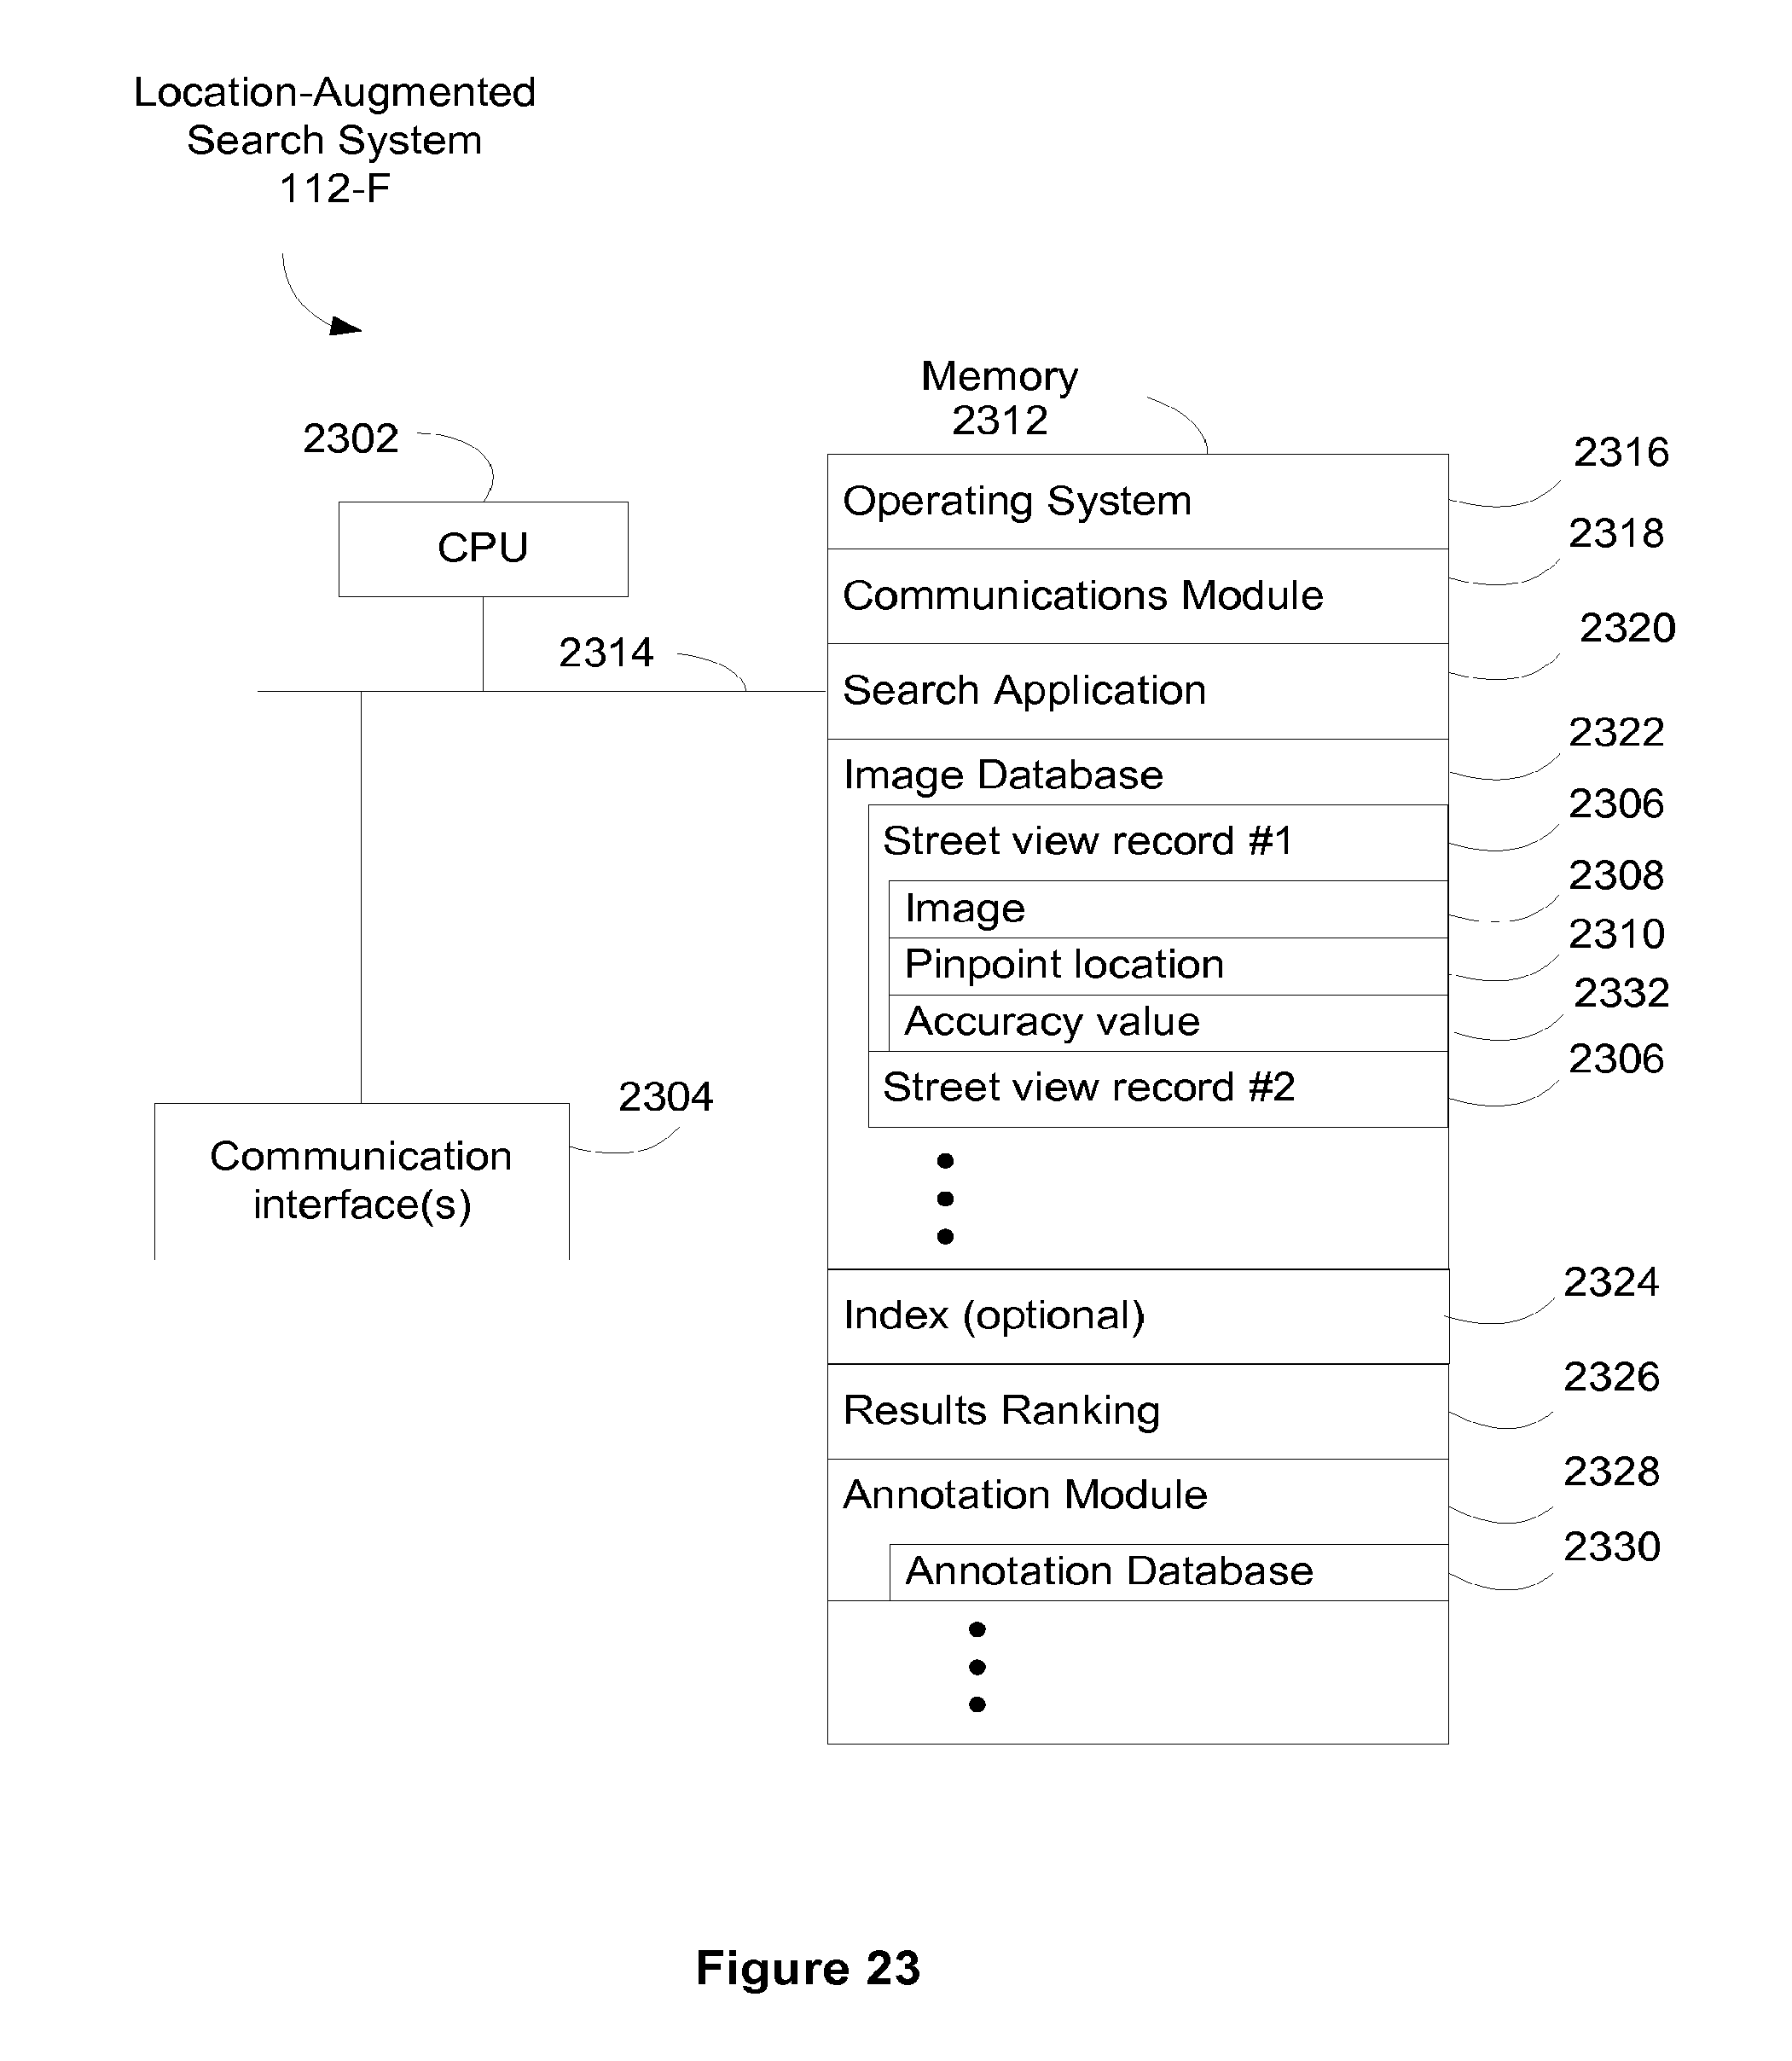 Location-Augmented
Search System
112-F
Memory
2312
2302
CPU
2314
2304
Communication
interface(s)
Operating System
2316
Communications Module
2318
Search Application
2320
Image Database
2322
Street view record #1
2306
Image
2308
Pinpoint location
2310
Accuracy value
2332
Street view record #2
2306
Index (optional)
2324
Results Ranking
2326
Annotation Module
2328
Annotation Database
2330
Figure 23